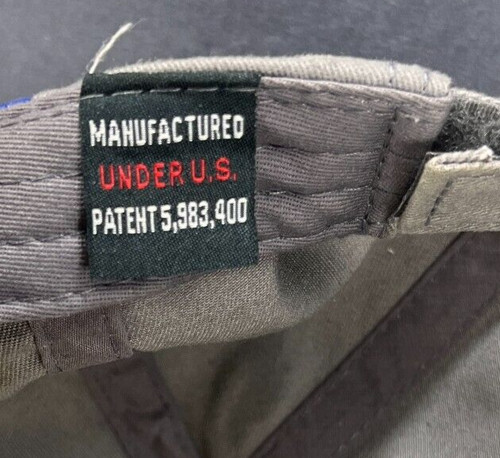 MANUFACTURED
UNDER U.S.
PATENT 5,983,400